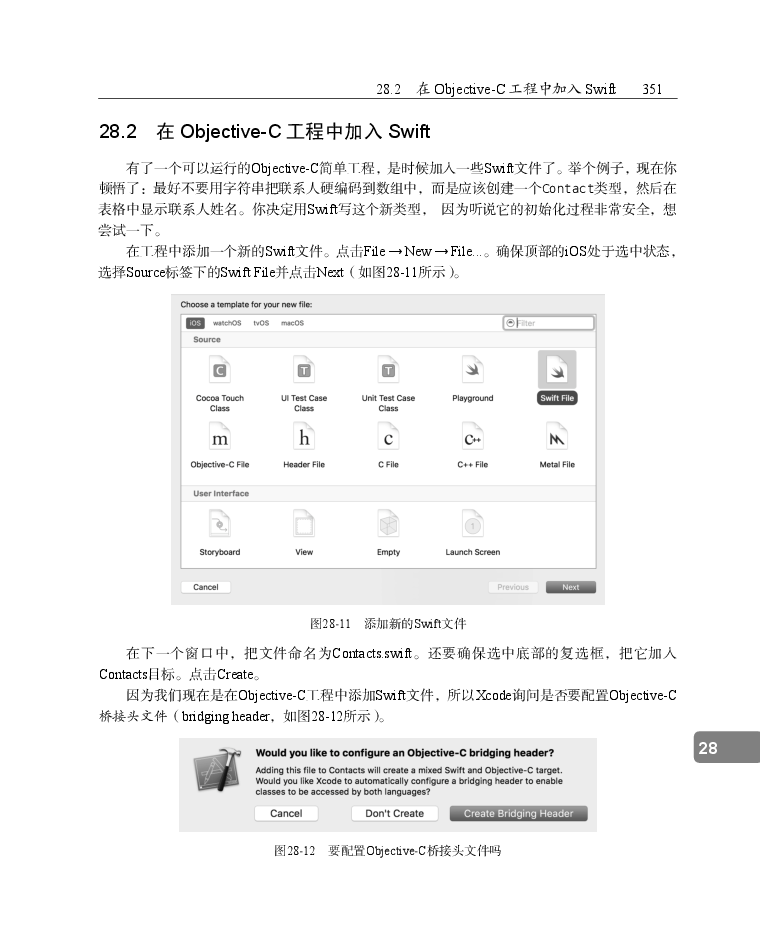 28.2 在 Objective-C 工程中加入 Swift 351
28.2 在 Objective-C 工程中加入 Swift
有了一个可以运行的Objective-C简单工程，是时候加入一些Swift文件了。举个例子，现在你
顿悟了：最好不要用字符串把联系人硬编码到数组中，而是应该创建一个Contact类型，然后在
表格中显示联系人姓名。你决定用Swift写这个新类型， 因为听说它的初始化过程非常安全，想
尝试一下。
在工程中添加一个新的Swift文件。点击File→New→File...。确保顶部的iOS处于选中状态，
选择Source标签下的Swift File并点击Next（如图28-11所示）。
Choose a template for your new file:
iOS watchOS tvOS macOS Filter
Source
C T T
Cocoa Touch Class
UI Test Case Class
Unit Test Case Class
Playground
Swift File
m h c C++
Objective-C File Header File C File C++ File Metal File
User Interface
1
Storyboard View Empty Launch Screen
Cancel Previous Next
图28-11 添加新的Swift文件
在下一个窗口中，把文件命名为Contacts.swift。还要确保选中底部的复选框，把它加入
Contacts目标。点击Create。
因为我们现在是在Objective-C工程中添加Swift文件，所以Xcode询问是否要配置Objective-C
桥接头文件（bridging header，如图28-12所示）。
28
Would you like to configure an Objective-C bridging header?
Adding this file to Contacts will create a mixed Swift and Objective-C target.
Would you like Xcode to automatically configure a bridging header to enable
classes to be accessed by both languages?
Cancel Don't Create Create Bridging Header
图28-12 要配置Objective-C桥接头文件吗